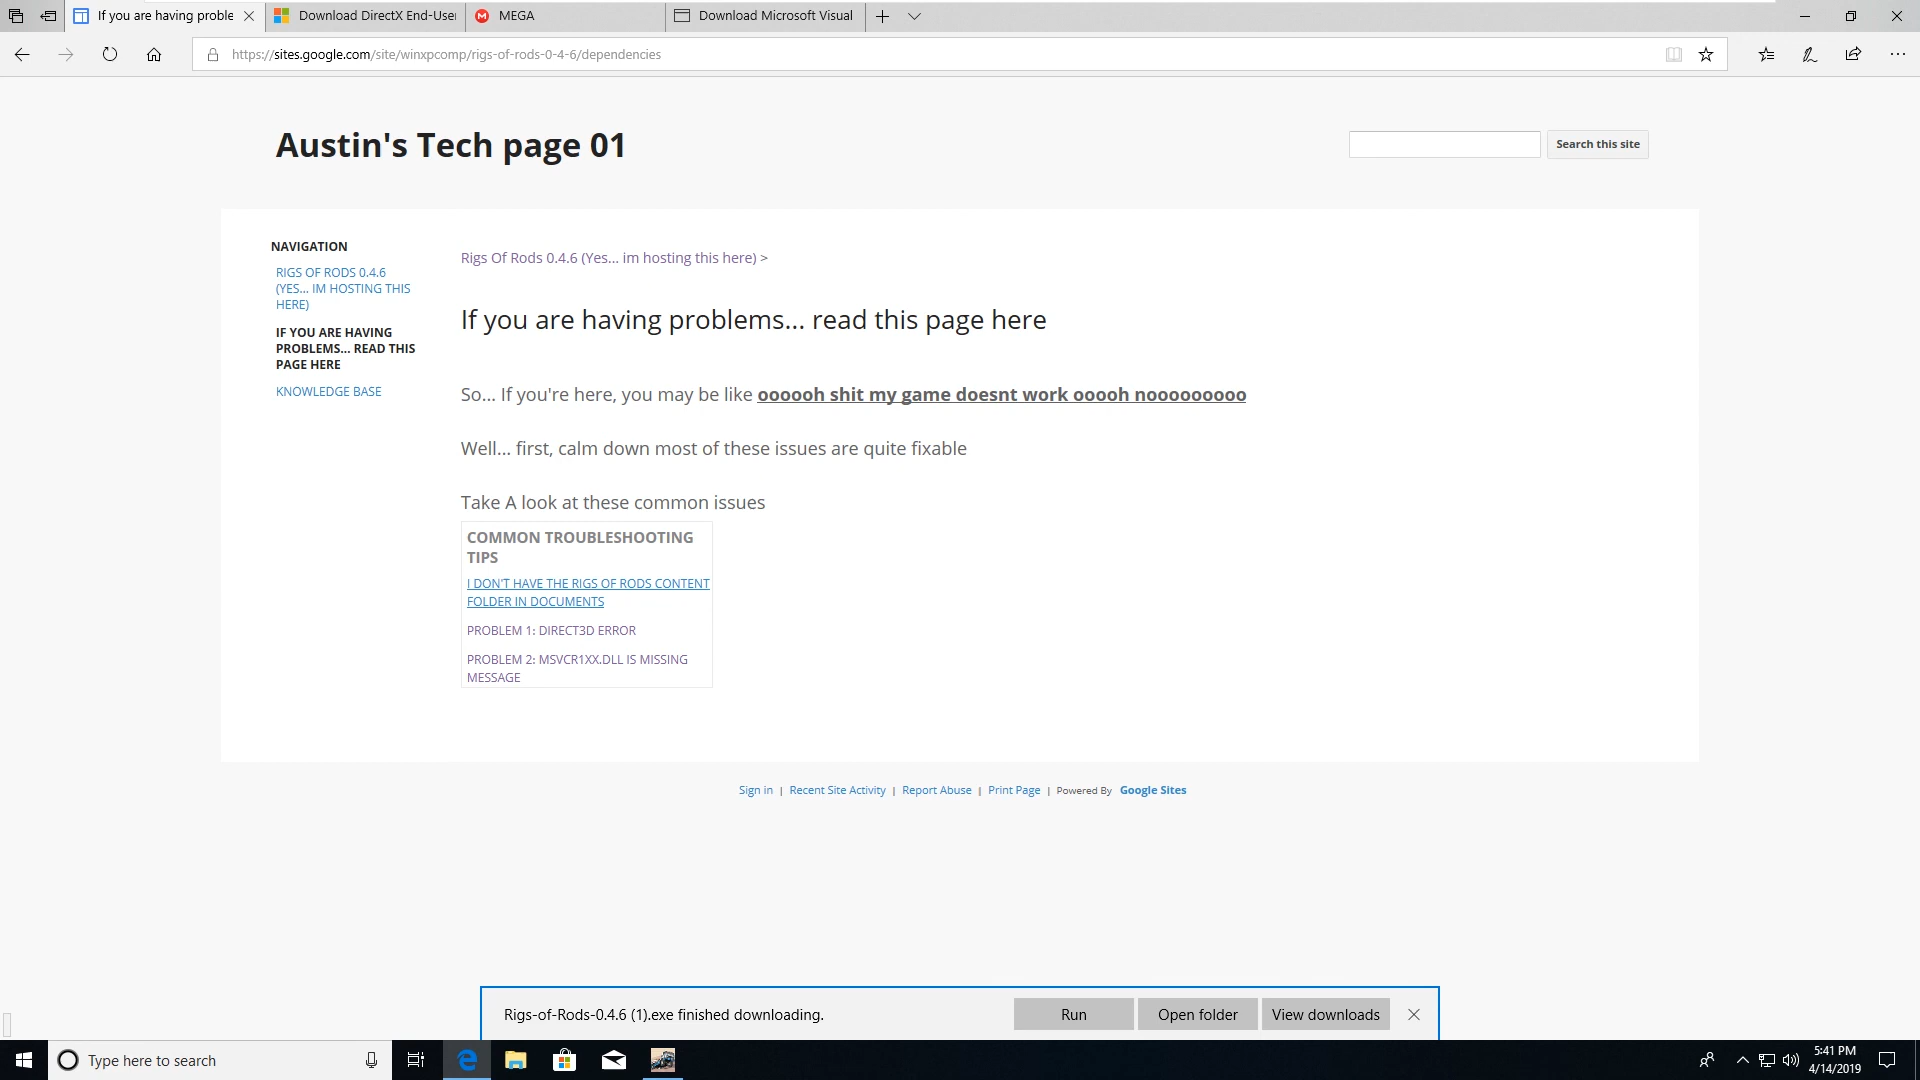 If you are having proble
Download DirectX End-User
MEGA
Download Microsoft Visual
https://sites.google.com/site/winxpcomp/rigs-of-rods-0-4-6/dependencies
Austin's Tech page 01
Search this site
NAVIGATION
RIGS OF RODS 0.4.6
(YES... IM HOSTING THIS
HERE)
IF YOU ARE HAVING
PROBLEMS... READ THIS
PAGE HERE
KNOWLEDGE BASE
Rigs Of Rods 0.4.6 (Yes... im hosting this here) >
If you are having problems... read this page here
So... If you're here, you may be like oooooh shit my game doesnt work ooooh nooooooooo
Well... first, calm down most of these issues are quite fixable
Take A look at these common issues
COMMON TROUBLESHOOTING
TIPS
I DON'T HAVE THE RIGS OF RODS CONTENT
FOLDER IN DOCUMENTS
PROBLEM 1: DIRECT3D ERROR
PROBLEM 2: MSVCR1XX.DLL IS MISSING
MESSAGE
Sign in | Recent Site Activity | Report Abuse | Print Page | Powered By Google Sites
Rigs-of-Rods-0.4.6 (1).exe finished downloading.
Run
Open folder
View downloads
Type here to search
5:41 PM
4/14/2019